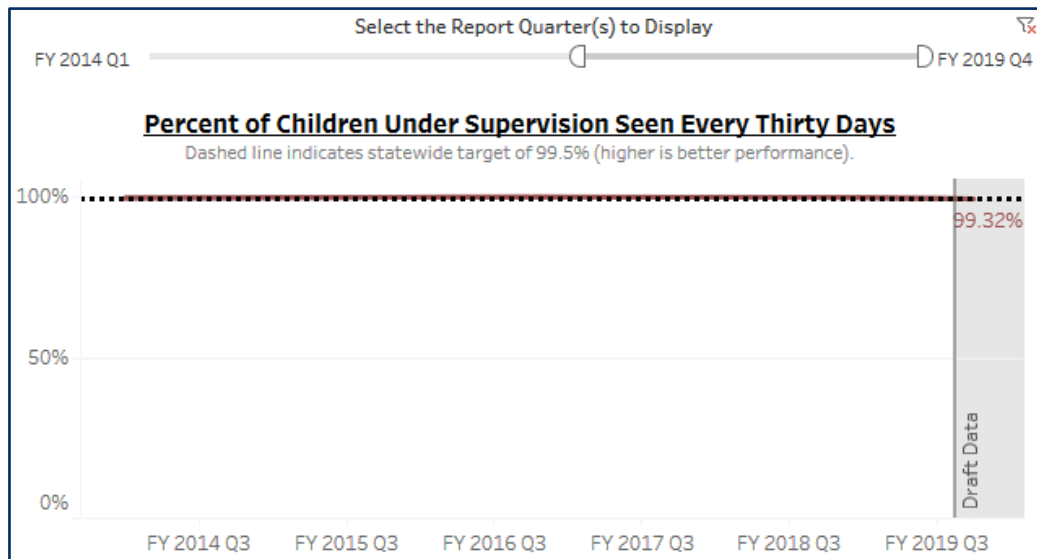 Select the Report Quarter(s) to Display
FY 2014 Q1
FY 2019 Q4
Percent of Children Under Supervision Seen Every Thirty Days
Dashed line indicates statewide target of 99.5% (higher is better performance).
100%
99.32%
50%
Draft Data
0%
FY 2014 Q3 FY 2015 Q3 FY 2016 Q3 FY 2017 Q3 FY 2018 Q3 FY 2019 Q3